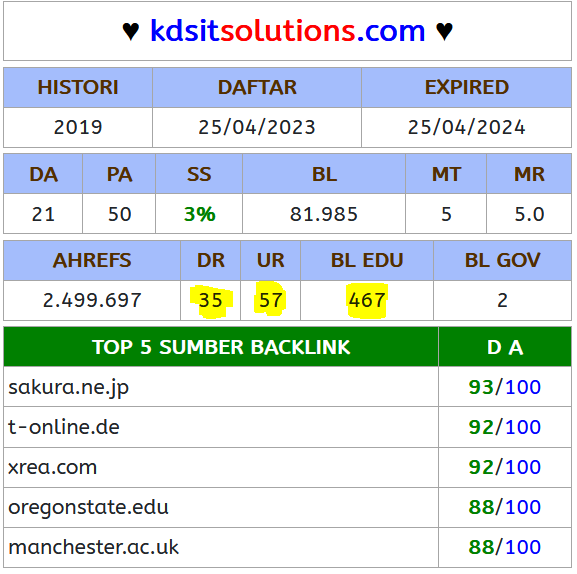 ♥ kdsitsolutions.com ♥
HISTORI DAFTAR EXPIRED
2019 25/04/2023 25/04/2024
DA PA SS BL MT MR
21 50 3% 81.985 5 5.0
AHREFS DR UR BL EDU BL GOV
2.499.697 35 57 467 2
TOP 5 SUMBER BACKLINK D A
sakura.ne.jp 93/100
t-online.de 92/100
xrea.com 92/100
oregonstate.edu 88/100
manchester.ac.uk 88/100